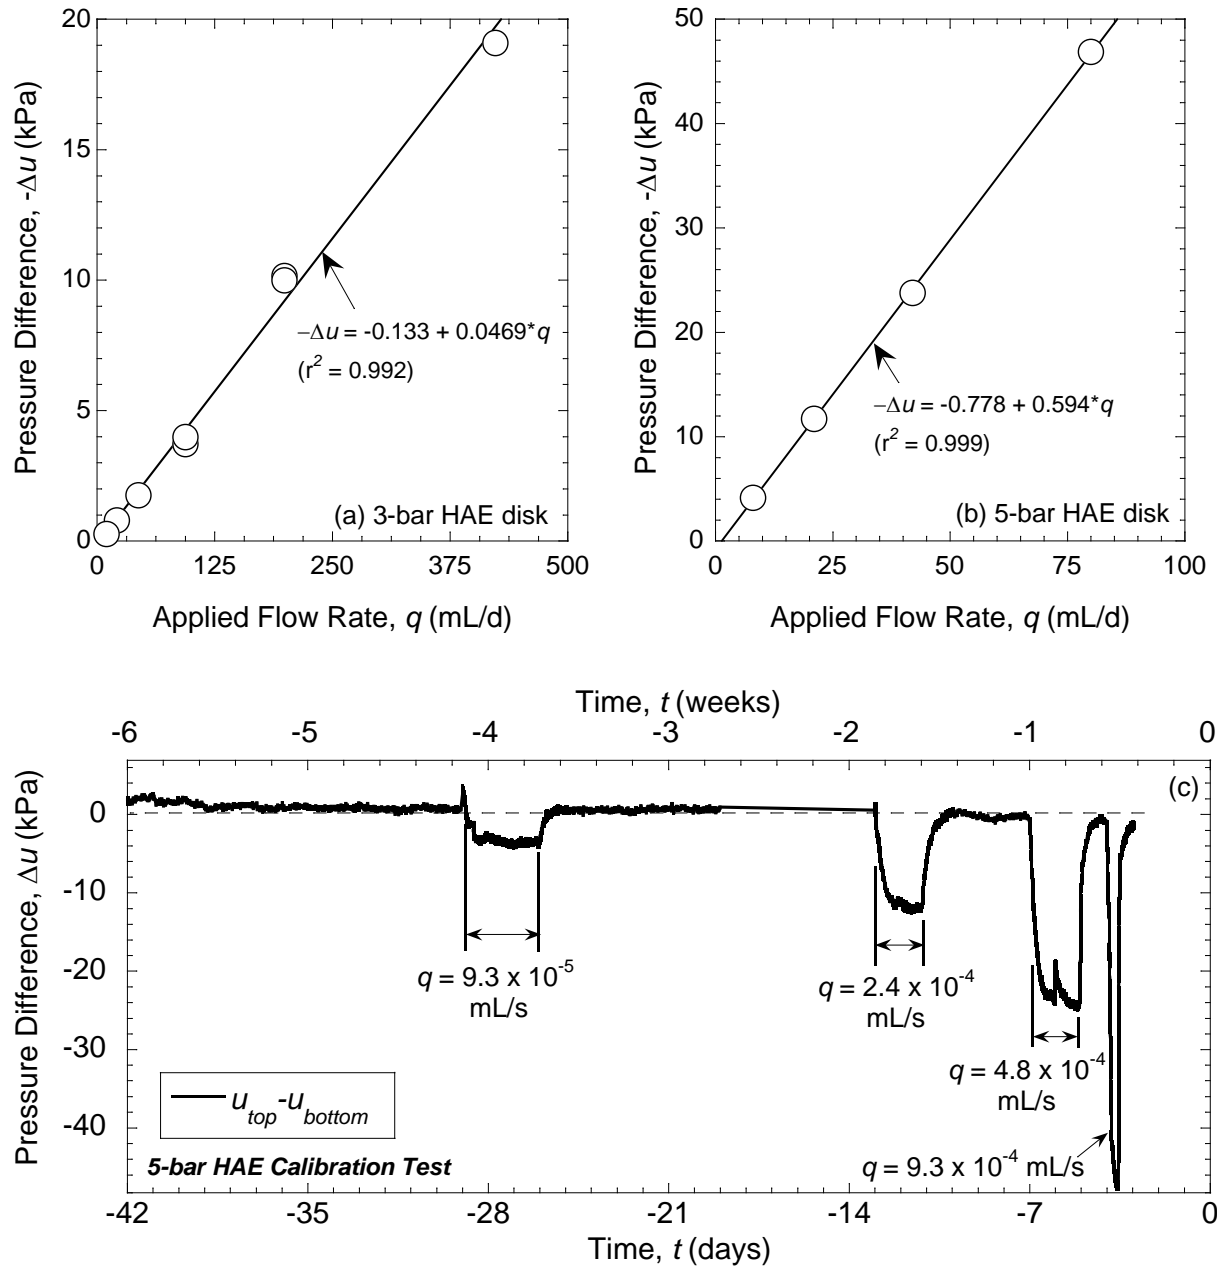 20
15
10
5
0
Pressure Difference, -Δu (kPa)
−Δu = -0.133 + 0.0469*q
(r² = 0.992)
(a) 3-bar HAE disk
0 125 250 375 500
Applied Flow Rate, q (mL/d)
50
40
30
20
10
0
Pressure Difference, -Δu (kPa)
−Δu = -0.778 + 0.594*q
(r² = 0.999)
(b) 5-bar HAE disk
0 25 50 75 100
Applied Flow Rate, q (mL/d)
Time, t (weeks)
-6 -5 -4 -3 -2 -1 0
(c)
0
-10
-20
-30
-40
Pressure Difference, Δu (kPa)
q = 9.3 x 10⁻⁵
mL/s
q = 2.4 x 10⁻⁴
mL/s
q = 4.8 x 10⁻⁴
mL/s
q = 9.3 x 10⁻⁴ mL/s
u_top-u_bottom
5-bar HAE Calibration Test
-42 -35 -28 -21 -14 -7 0
Time, t (days)